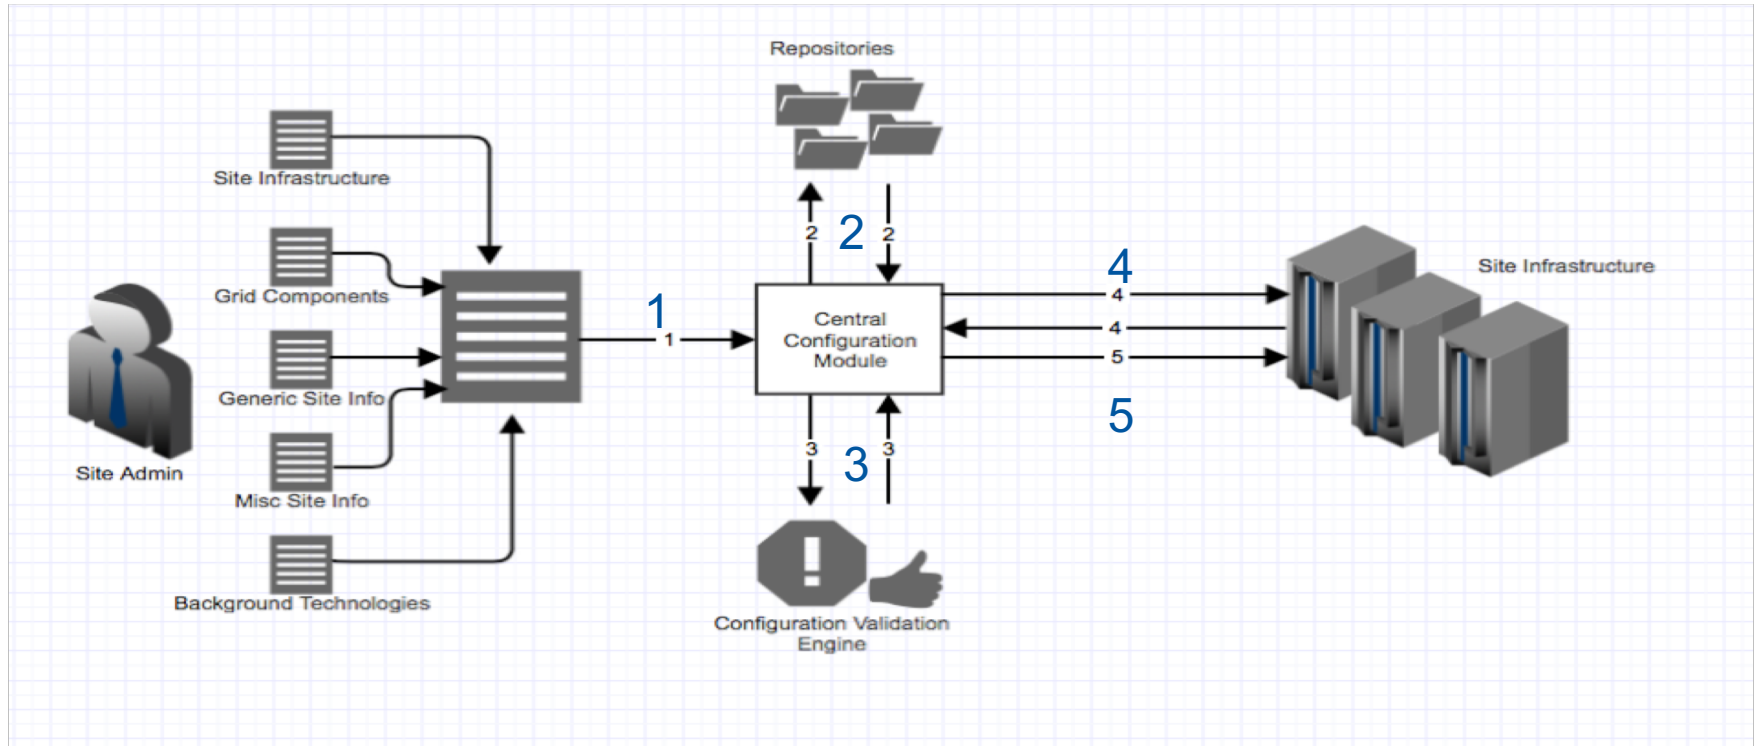 Repositories
Site Infrastructure
Grid Components
Generic Site Info
Misc Site Info
Background Technologies
Site Admin
1
1
2
2
2
Central
Configuration
Module
3
3
3
Configuration Validation
Engine
4
4
4
5
5
Site Infrastructure